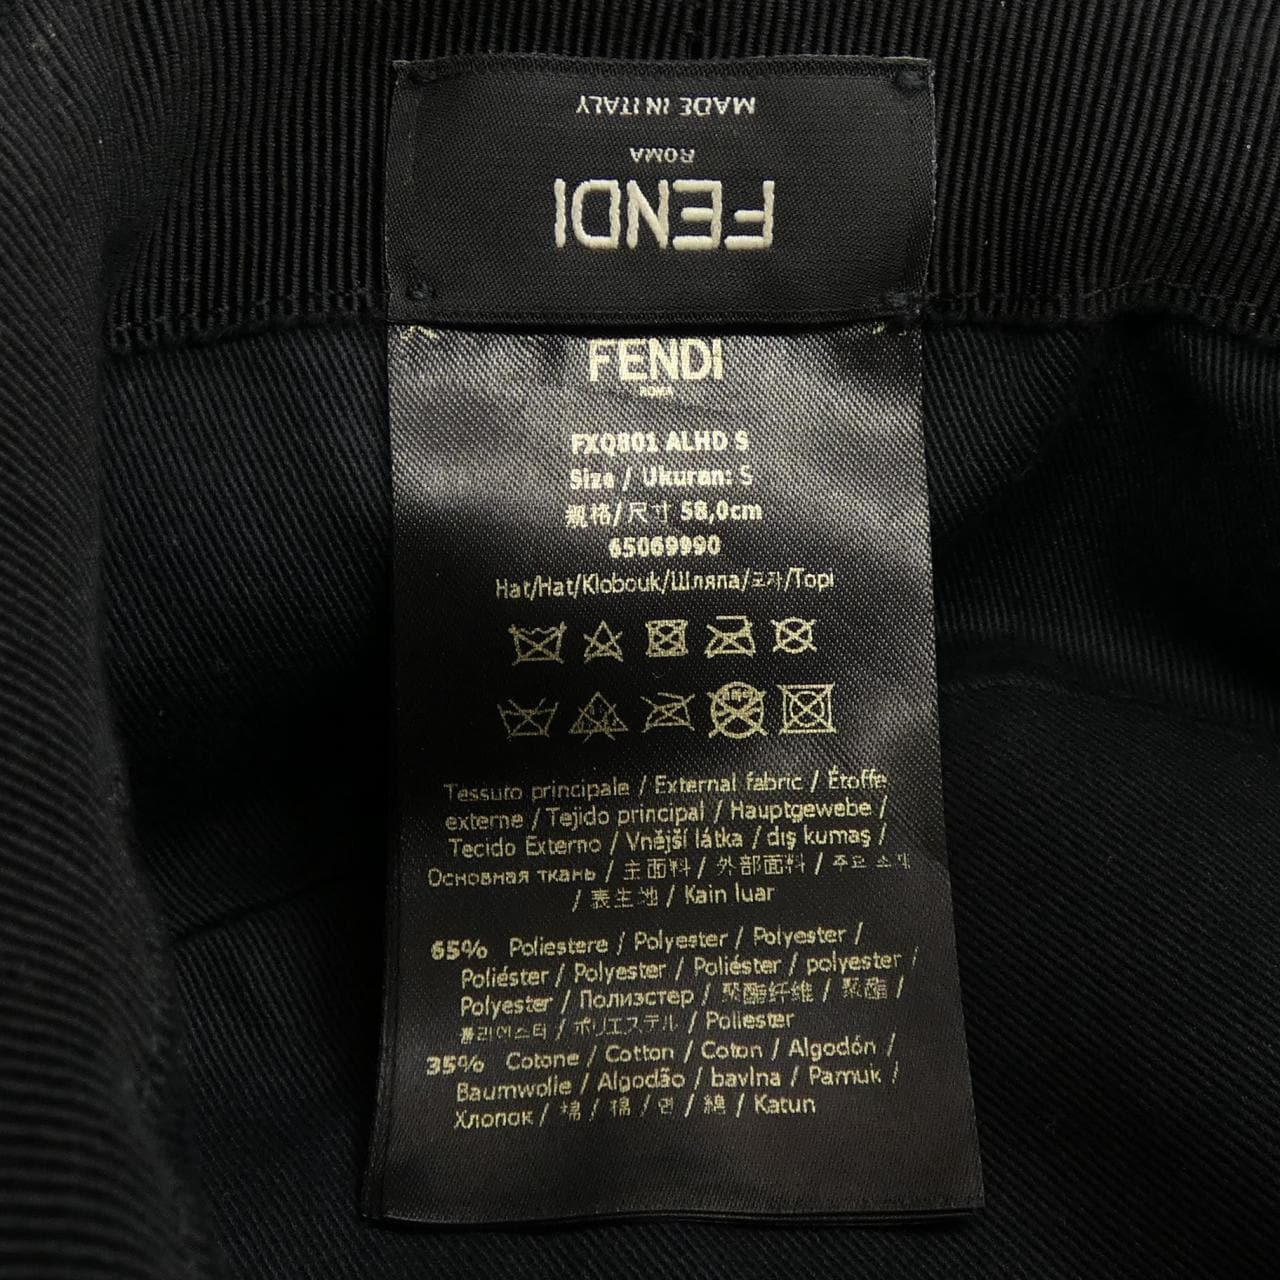 MADE IN ITALY
ROMA
FENDI
FENDI
ROMA
FXQ801 ALHD S
Size / Ukuran: S
规格/尺寸 58,0cm
65069990
Hat/Hat/Klobouk/Шляпа/모자/Topi
Tessuto principale / External fabric / Étoffe
externe / Tejido principal / Hauptgewebe /
Tecido Externo / Vnější látka / dış kumaş /
Основная ткань / 主面料 / 外部面料 / 주요 소재
/ 表生地 / Kain luar
65% Poliestere / Polyester / Polyester /
Poliéster / Polyester / Poliéster / polyester /
Polyester / Полиэстер / 聚酯纤维 / 聚酯 /
폴리에스터 / ポリエステル / Poliester
35% Cotone / Cotton / Coton / Algodón /
Baumwolle / Algodão / bavlna / Pamuk /
Хлопок / 棉 / 棉 / 면 / 綿 / Katun